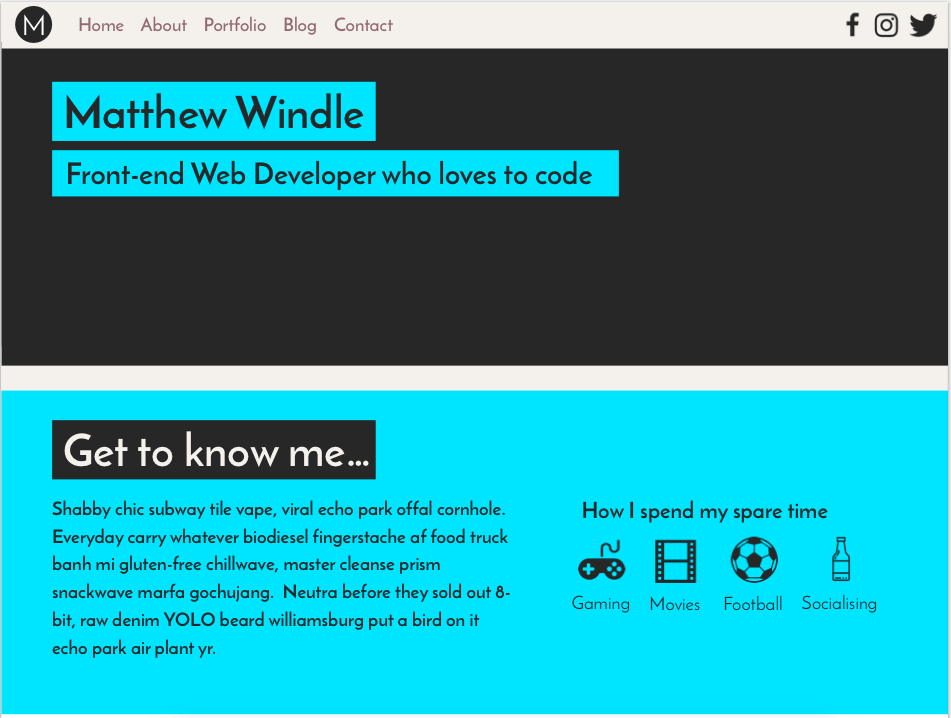 M Home About Portfolio Blog Contact
Matthew Windle
Front-end Web Developer who loves to code
Get to know me...
Shabby chic subway tile vape, viral echo park offal cornhole.
Everyday carry whatever biodiesel fingerstache af food truck
banh mi gluten-free chillwave, master cleanse prism
snackwave marfa gochujang.  Neutra before they sold out 8-
bit, raw denim YOLO beard williamsburg put a bird on it
echo park air plant yr.
How I spend my spare time
Gaming Movies Football Socialising